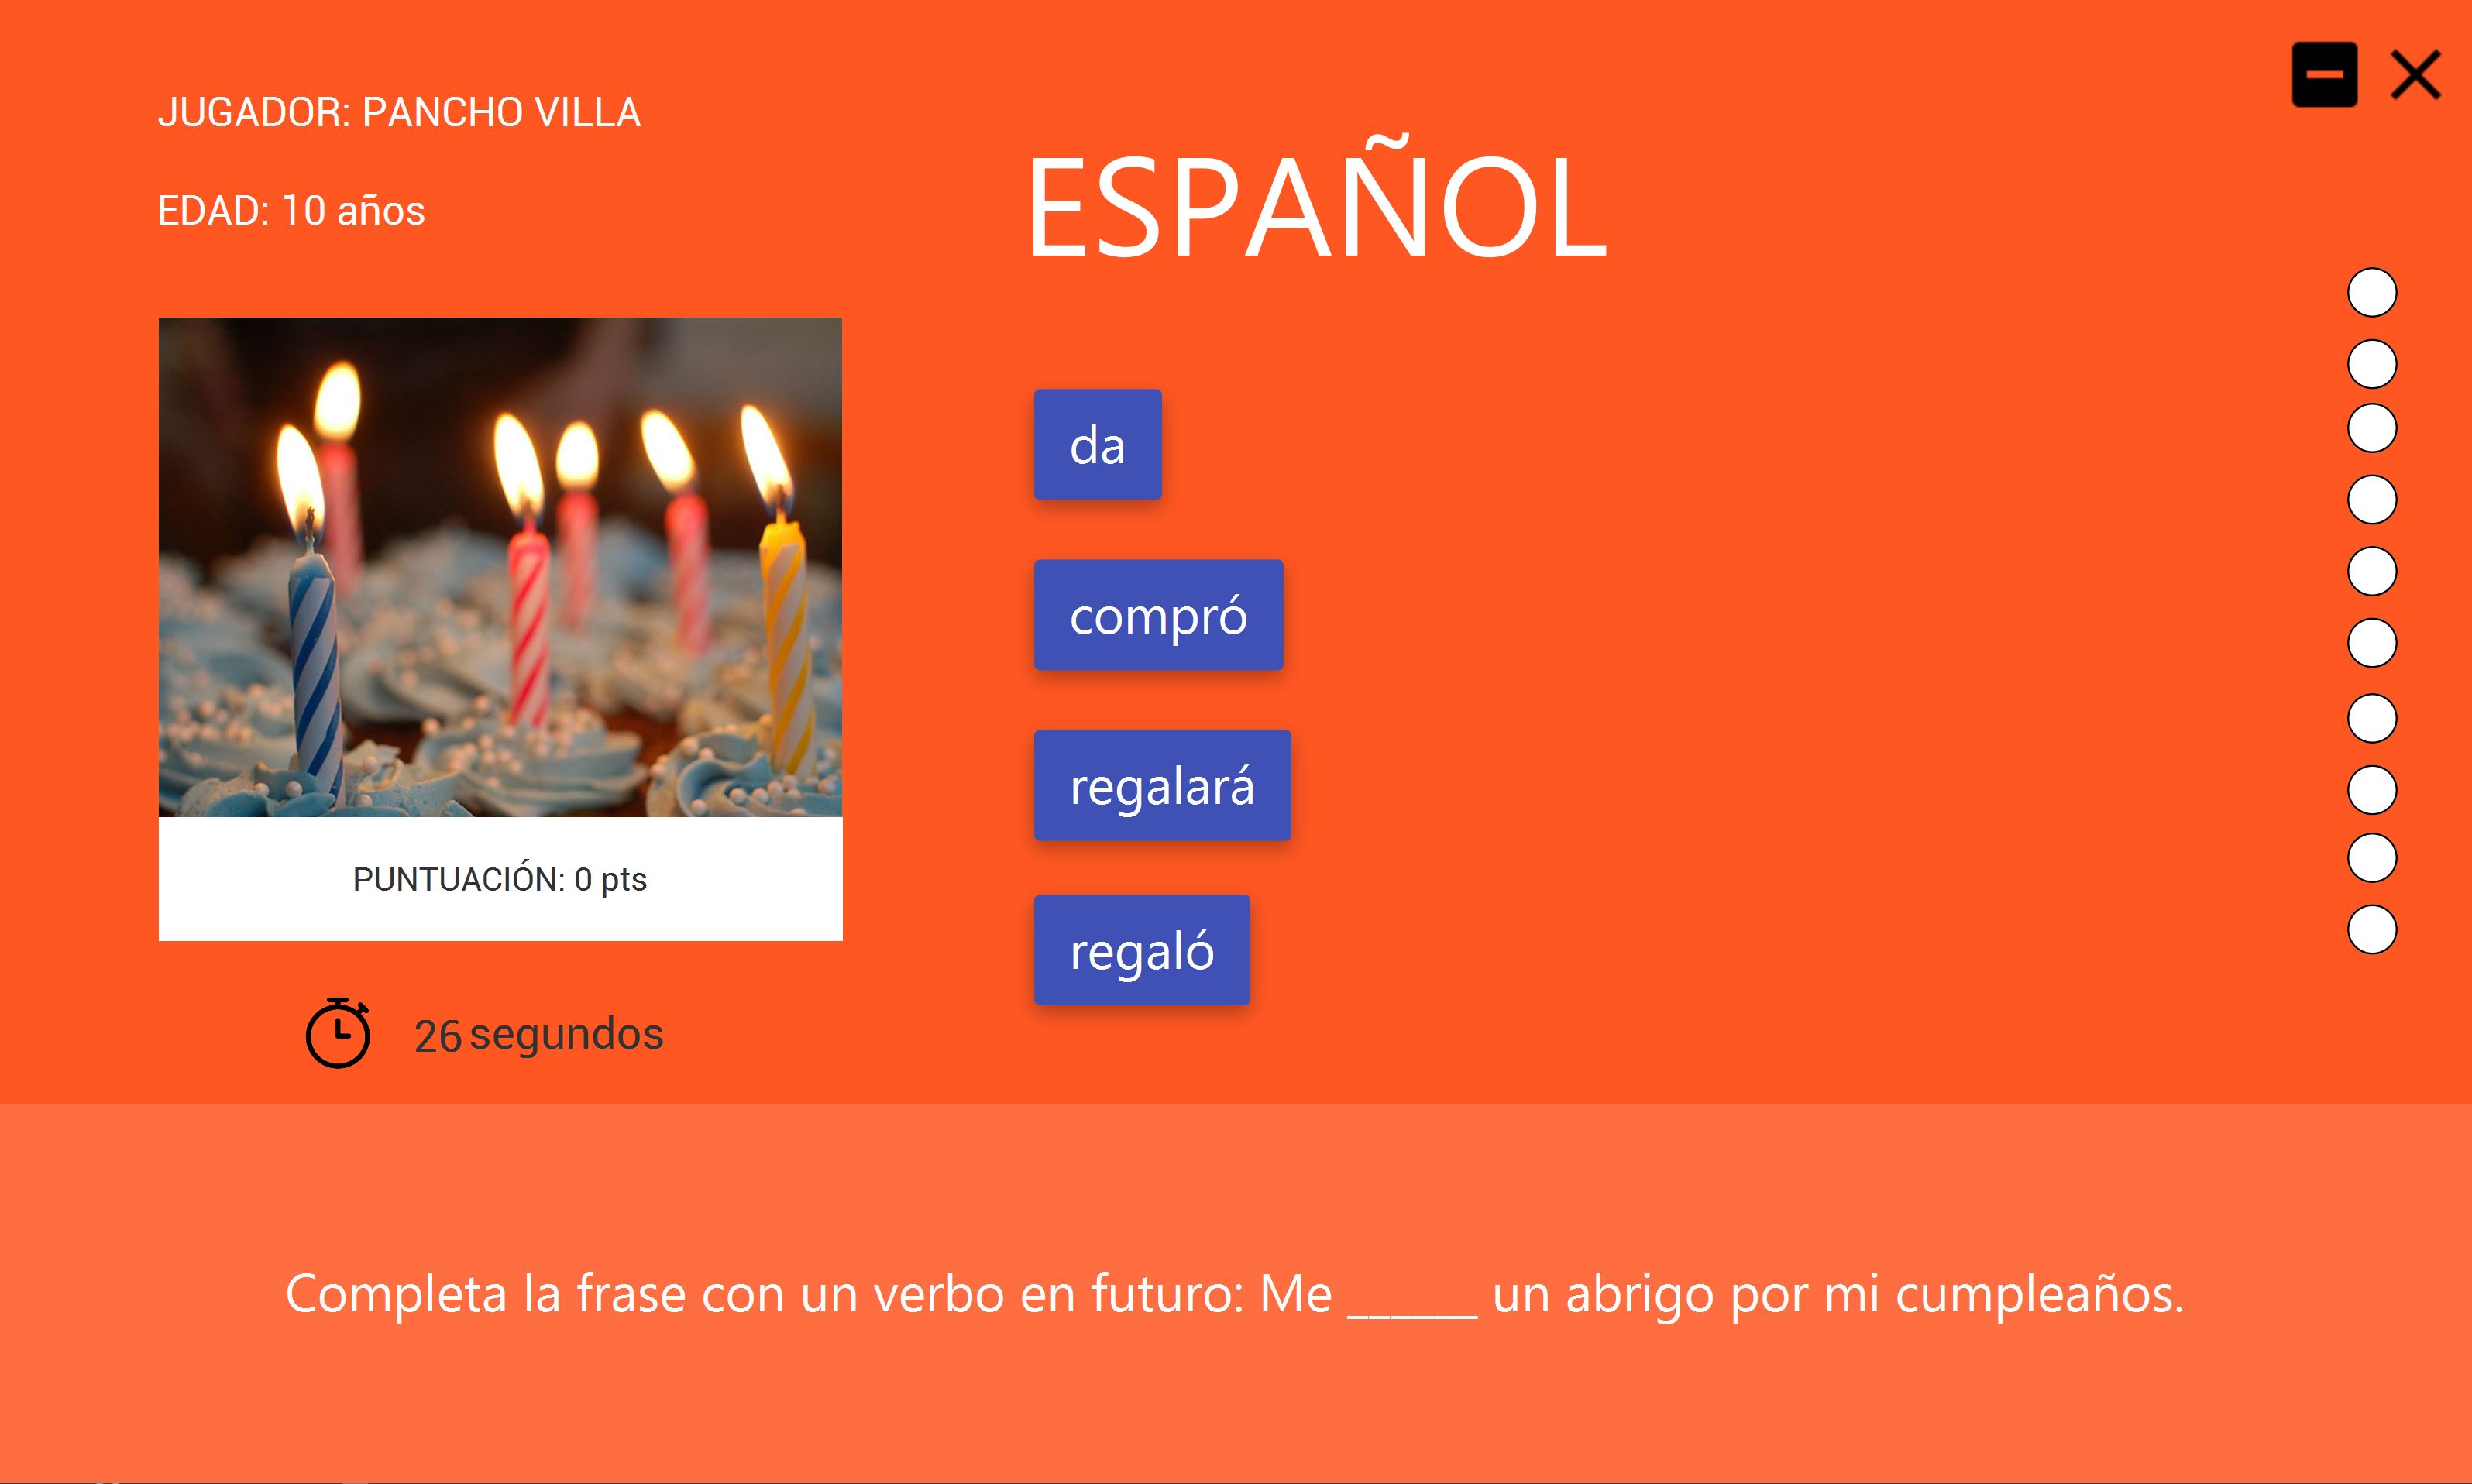 JUGADOR: PANCHO VILLA
EDAD: 10 años
ESPAÑOL
da
compró
regalará
regaló
PUNTUACIÓN: 0 pts
26 segundos
Completa la frase con un verbo en futuro: Me ______ un abrigo por mi cumpleaños.